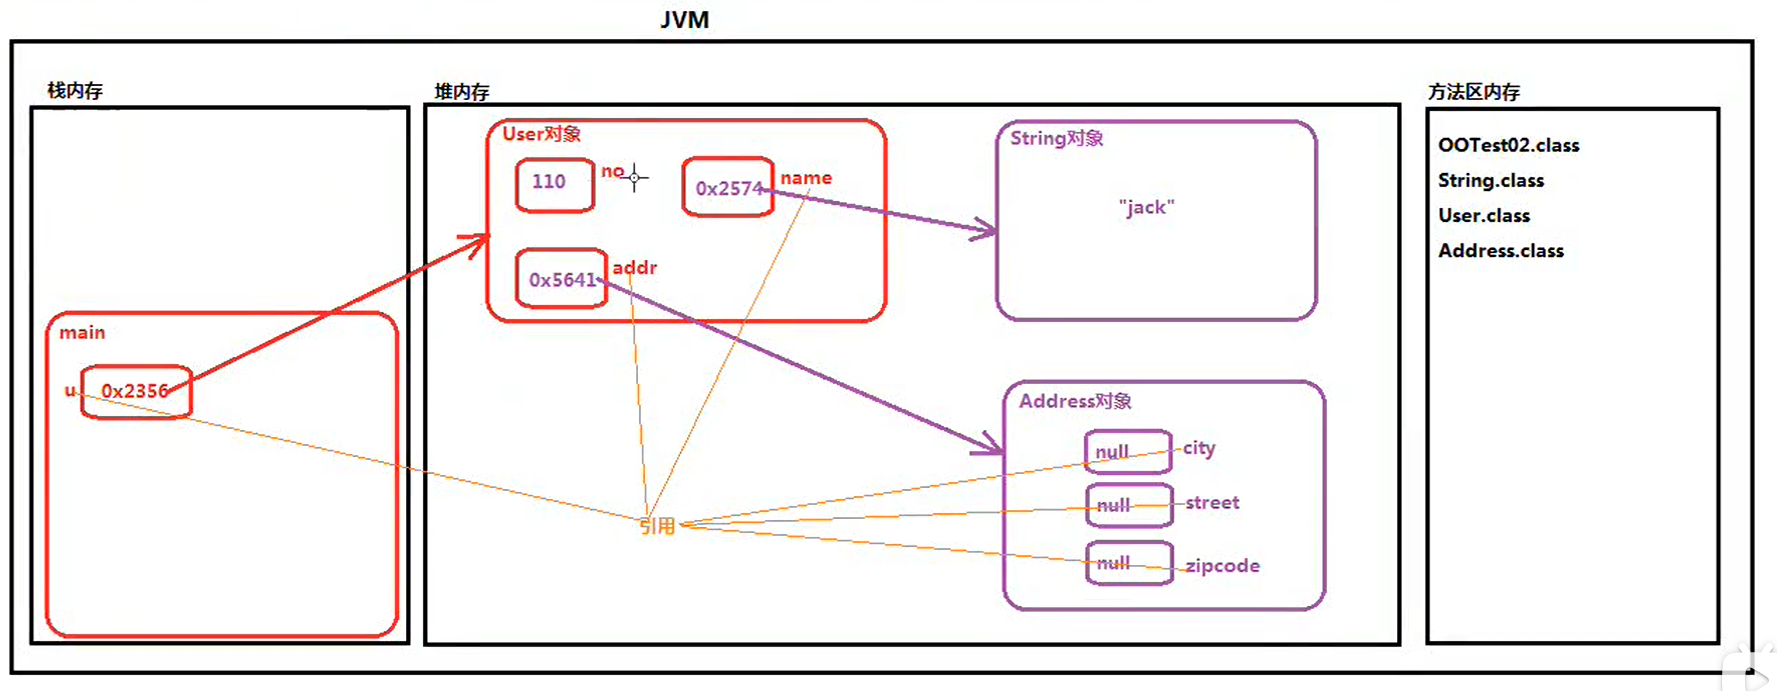 JVM
栈内存
main
u
0x2356
堆内存
User对象
110
no
0x2574
name
0x5641
addr
String对象
"jack"
Address对象
null
city
null
street
null
zipcode
引用
方法区内存
OOTest02.class
String.class
User.class
Address.class